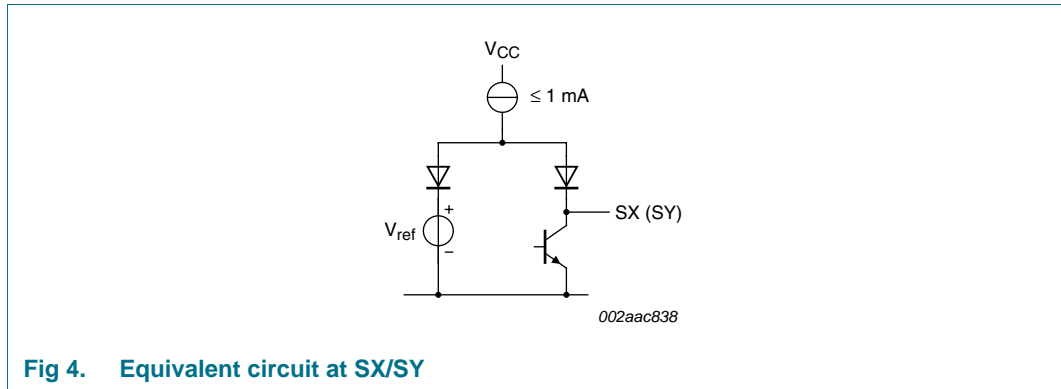 VCC
≤ 1 mA
+
SX (SY)
Vref
−
002aac838
Fig 4. Equivalent circuit at SX/SY